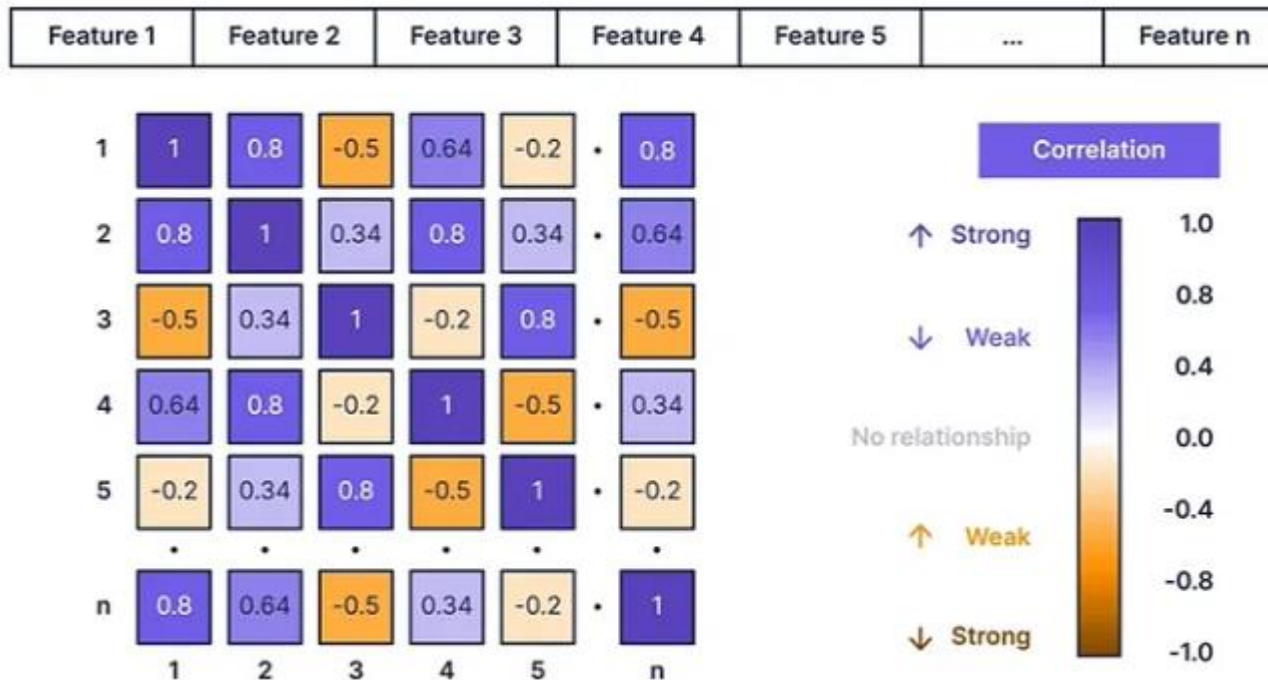 Feature 1 Feature 2 Feature 3 Feature 4 Feature 5 ... Feature n
1 1 0.8 -0.5 0.64 -0.2 · 0.8
2 0.8 1 0.34 0.8 0.34 · 0.64
3 -0.5 0.34 1 -0.2 0.8 · -0.5
4 0.64 0.8 -0.2 1 -0.5 · 0.34
5 -0.2 0.34 0.8 -0.5 1 · -0.2
· · · · · ·
n 0.8 0.64 -0.5 0.34 -0.2 · 1
1 2 3 4 5 n
Correlation
↑ Strong
↓ Weak
No relationship
↑ Weak
↓ Strong
1.0
0.8
0.4
0.0
-0.4
-0.8
-1.0